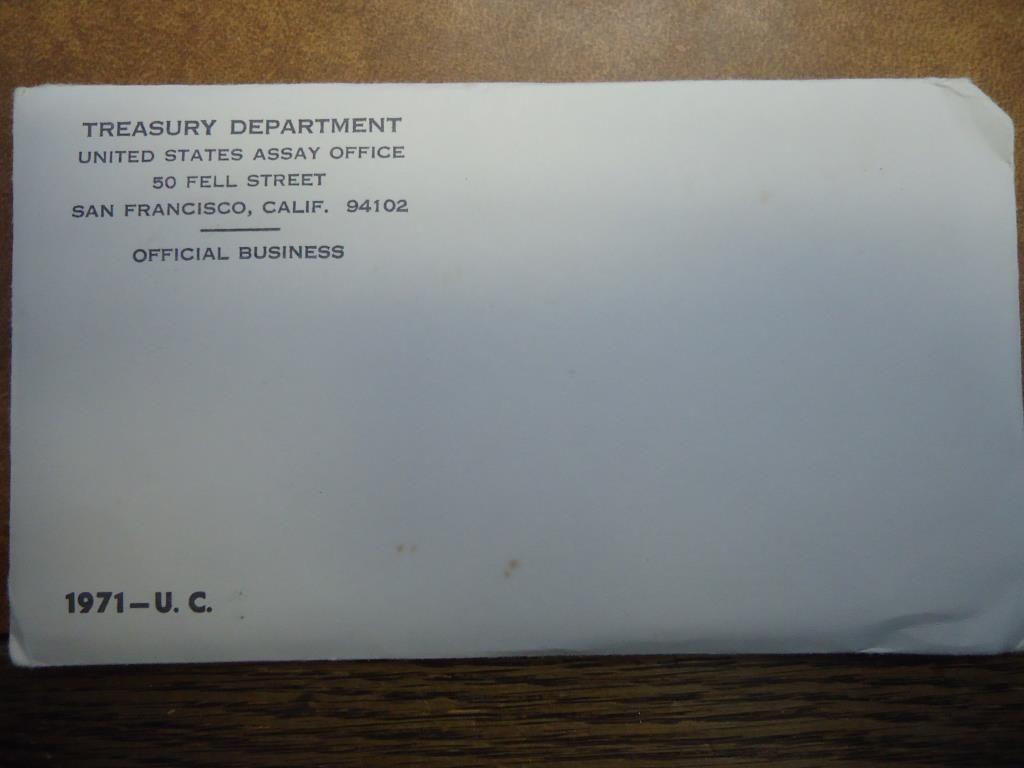 TREASURY DEPARTMENT
UNITED STATES ASSAY OFFICE
50 FELL STREET
SAN FRANCISCO, CALIF. 94102
OFFICIAL BUSINESS
1971-U. C.